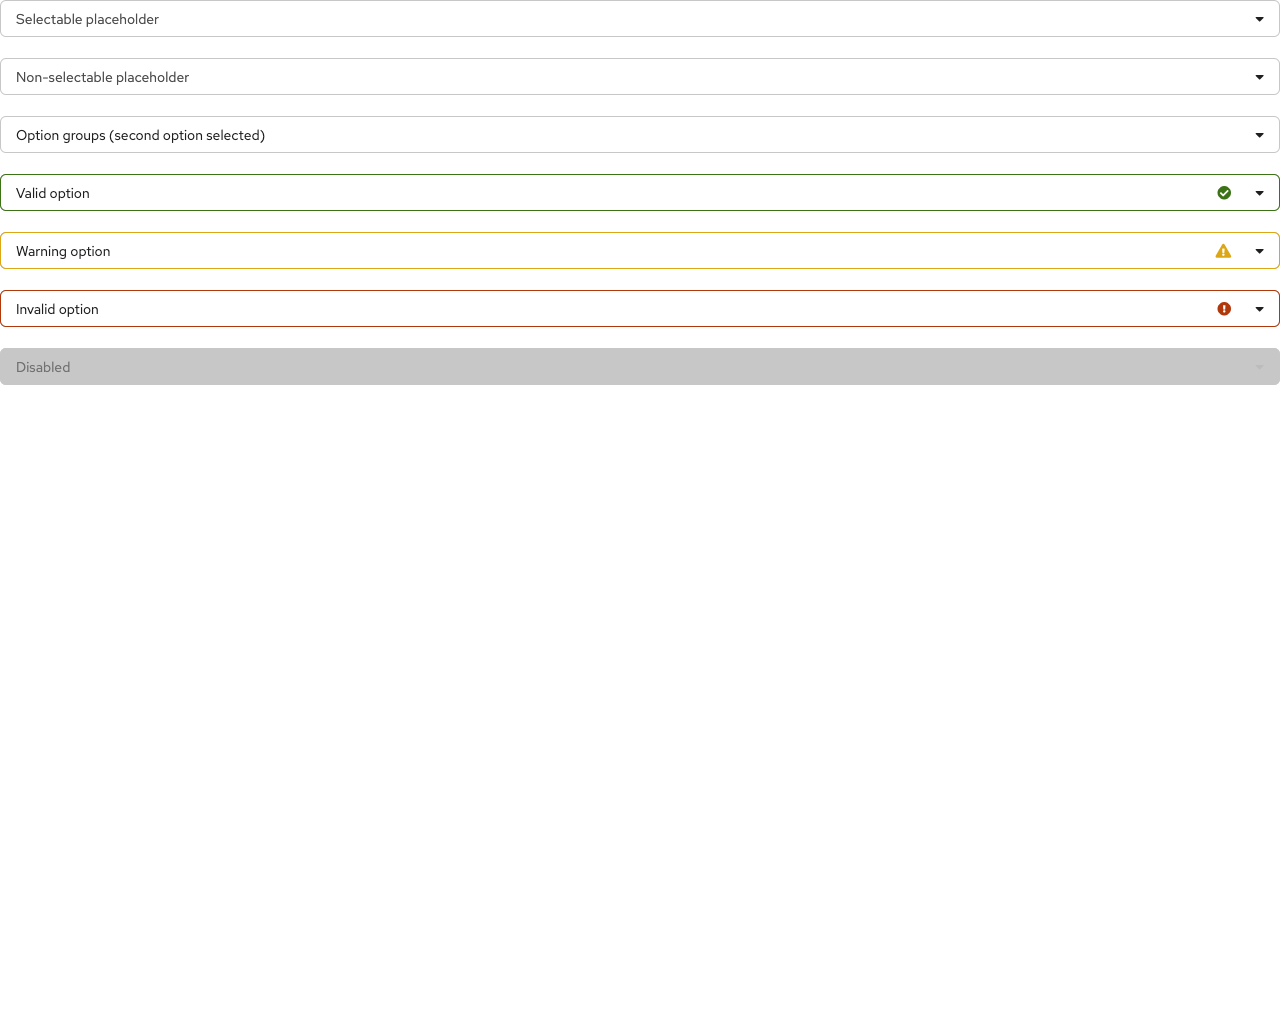 Selectable placeholder
Non-selectable placeholder
Option groups (second option selected)
Valid option
Warning option
Invalid option
Disabled